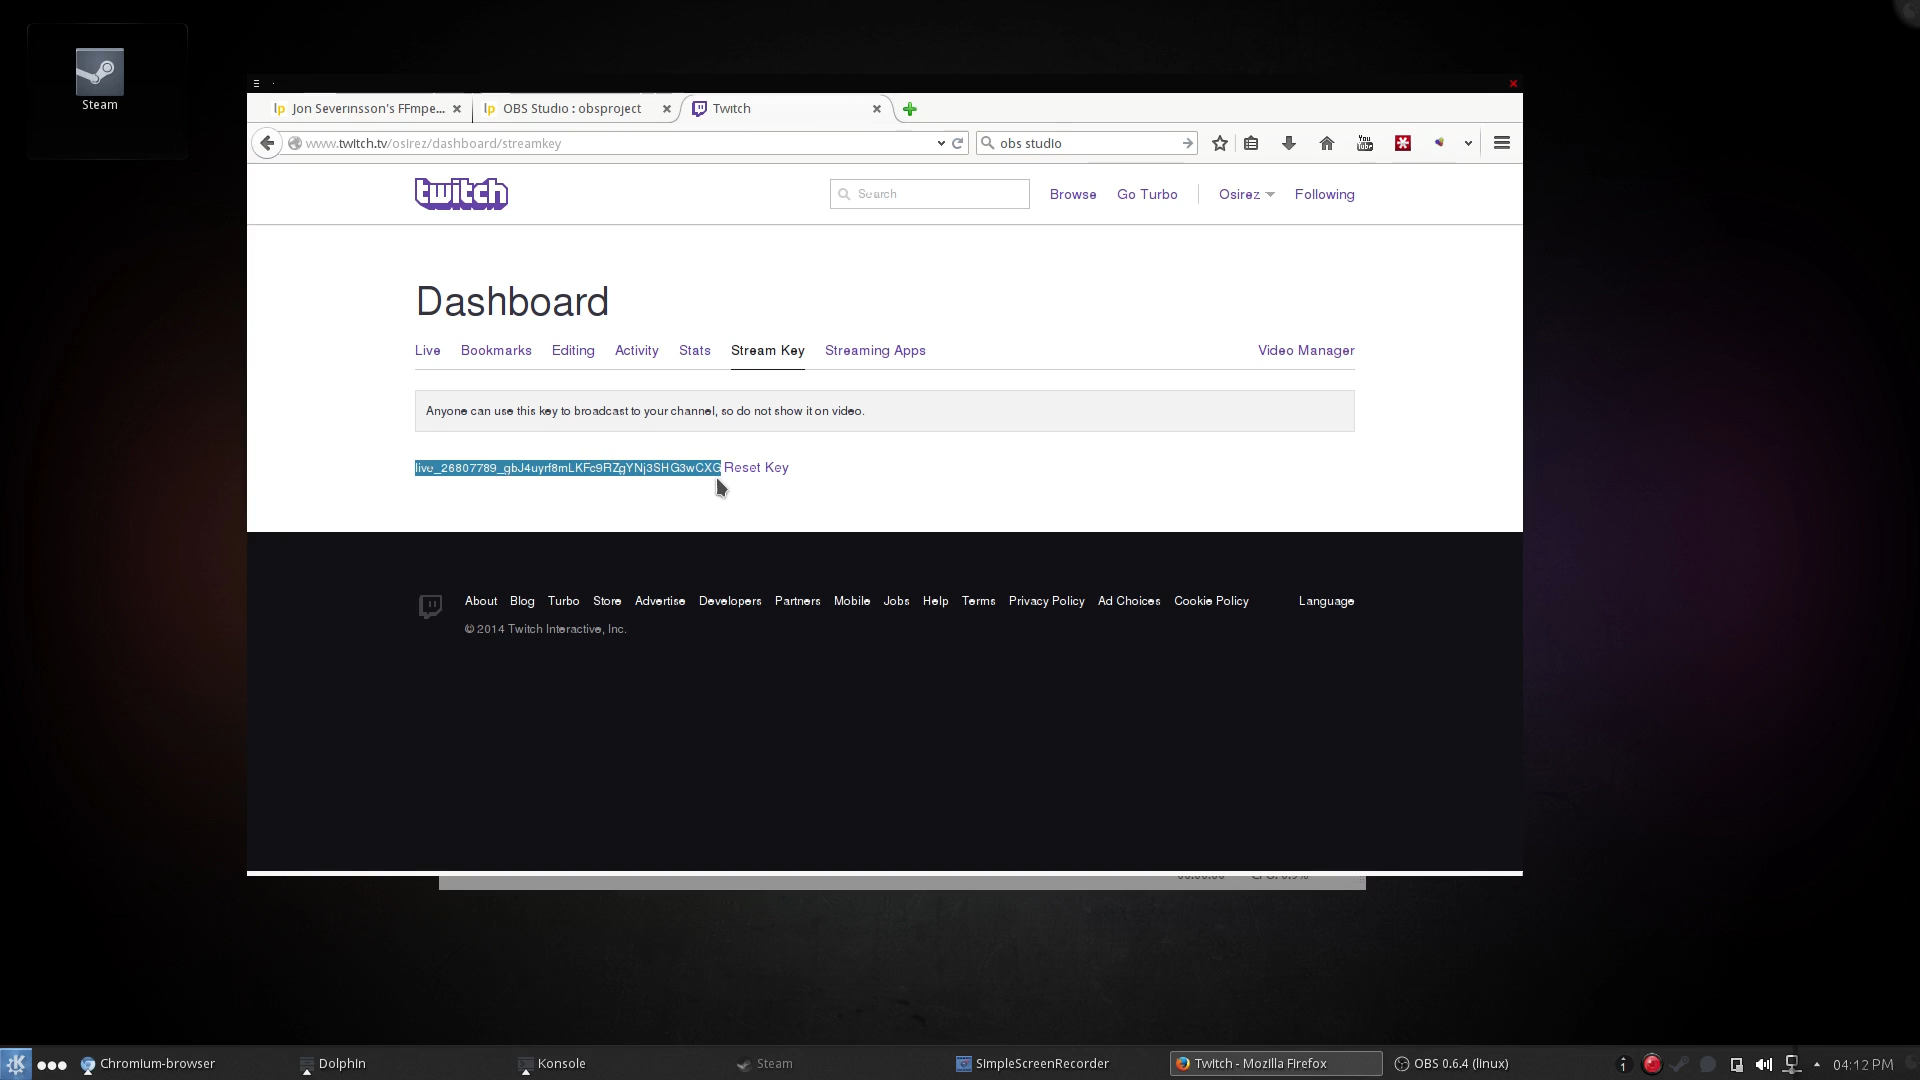 Steam
Jon Severinsson's FFmpe...
OBS Studio : obsproject
Twitch
www.twitch.tv/osirez/dashboard/streamkey
obs studio
You Tube
twitch
Search
Browse
Go Turbo
Osirez
Following
Dashboard
Live Bookmarks Editing Activity Stats Stream Key Streaming Apps Video Manager
Anyone can use this key to broadcast to your channel, so do not show it on video.
Reset Key
About Blog Turbo Store Advertise Developers Partners Mobile Jobs Help Terms Privacy Policy Ad Choices Cookie Policy Language
© 2014 Twitch Interactive, Inc.
Chromium-browser
Dolphin
Konsole
Steam
SimpleScreenRecorder
Twitch - Mozilla Firefox
OBS 0.6.4 (linux)
04:12 PM